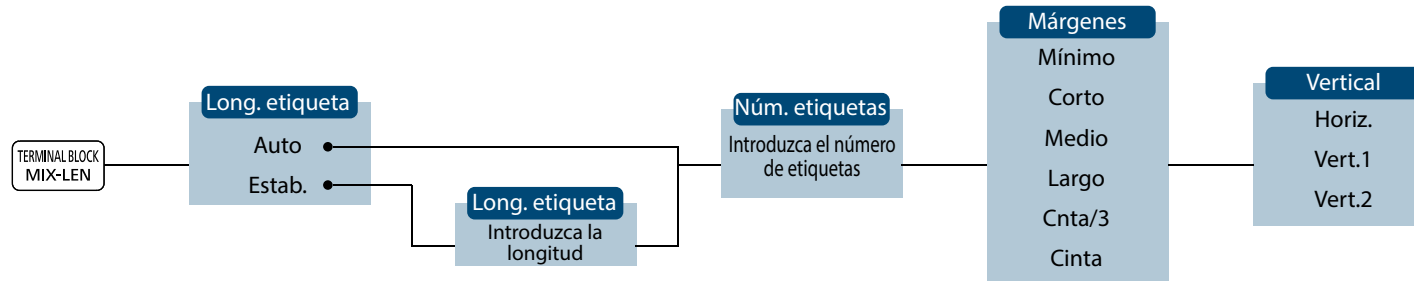 TERMINAL BLOCK
MIX-LEN
Long. etiqueta
Auto
Estab.
Long. etiqueta
Introduzca la
longitud
Núm. etiquetas
Introduzca el número
de etiquetas
Márgenes
Mínimo
Corto
Medio
Largo
Cnta/3
Cinta
Vertical
Horiz.
Vert.1
Vert.2